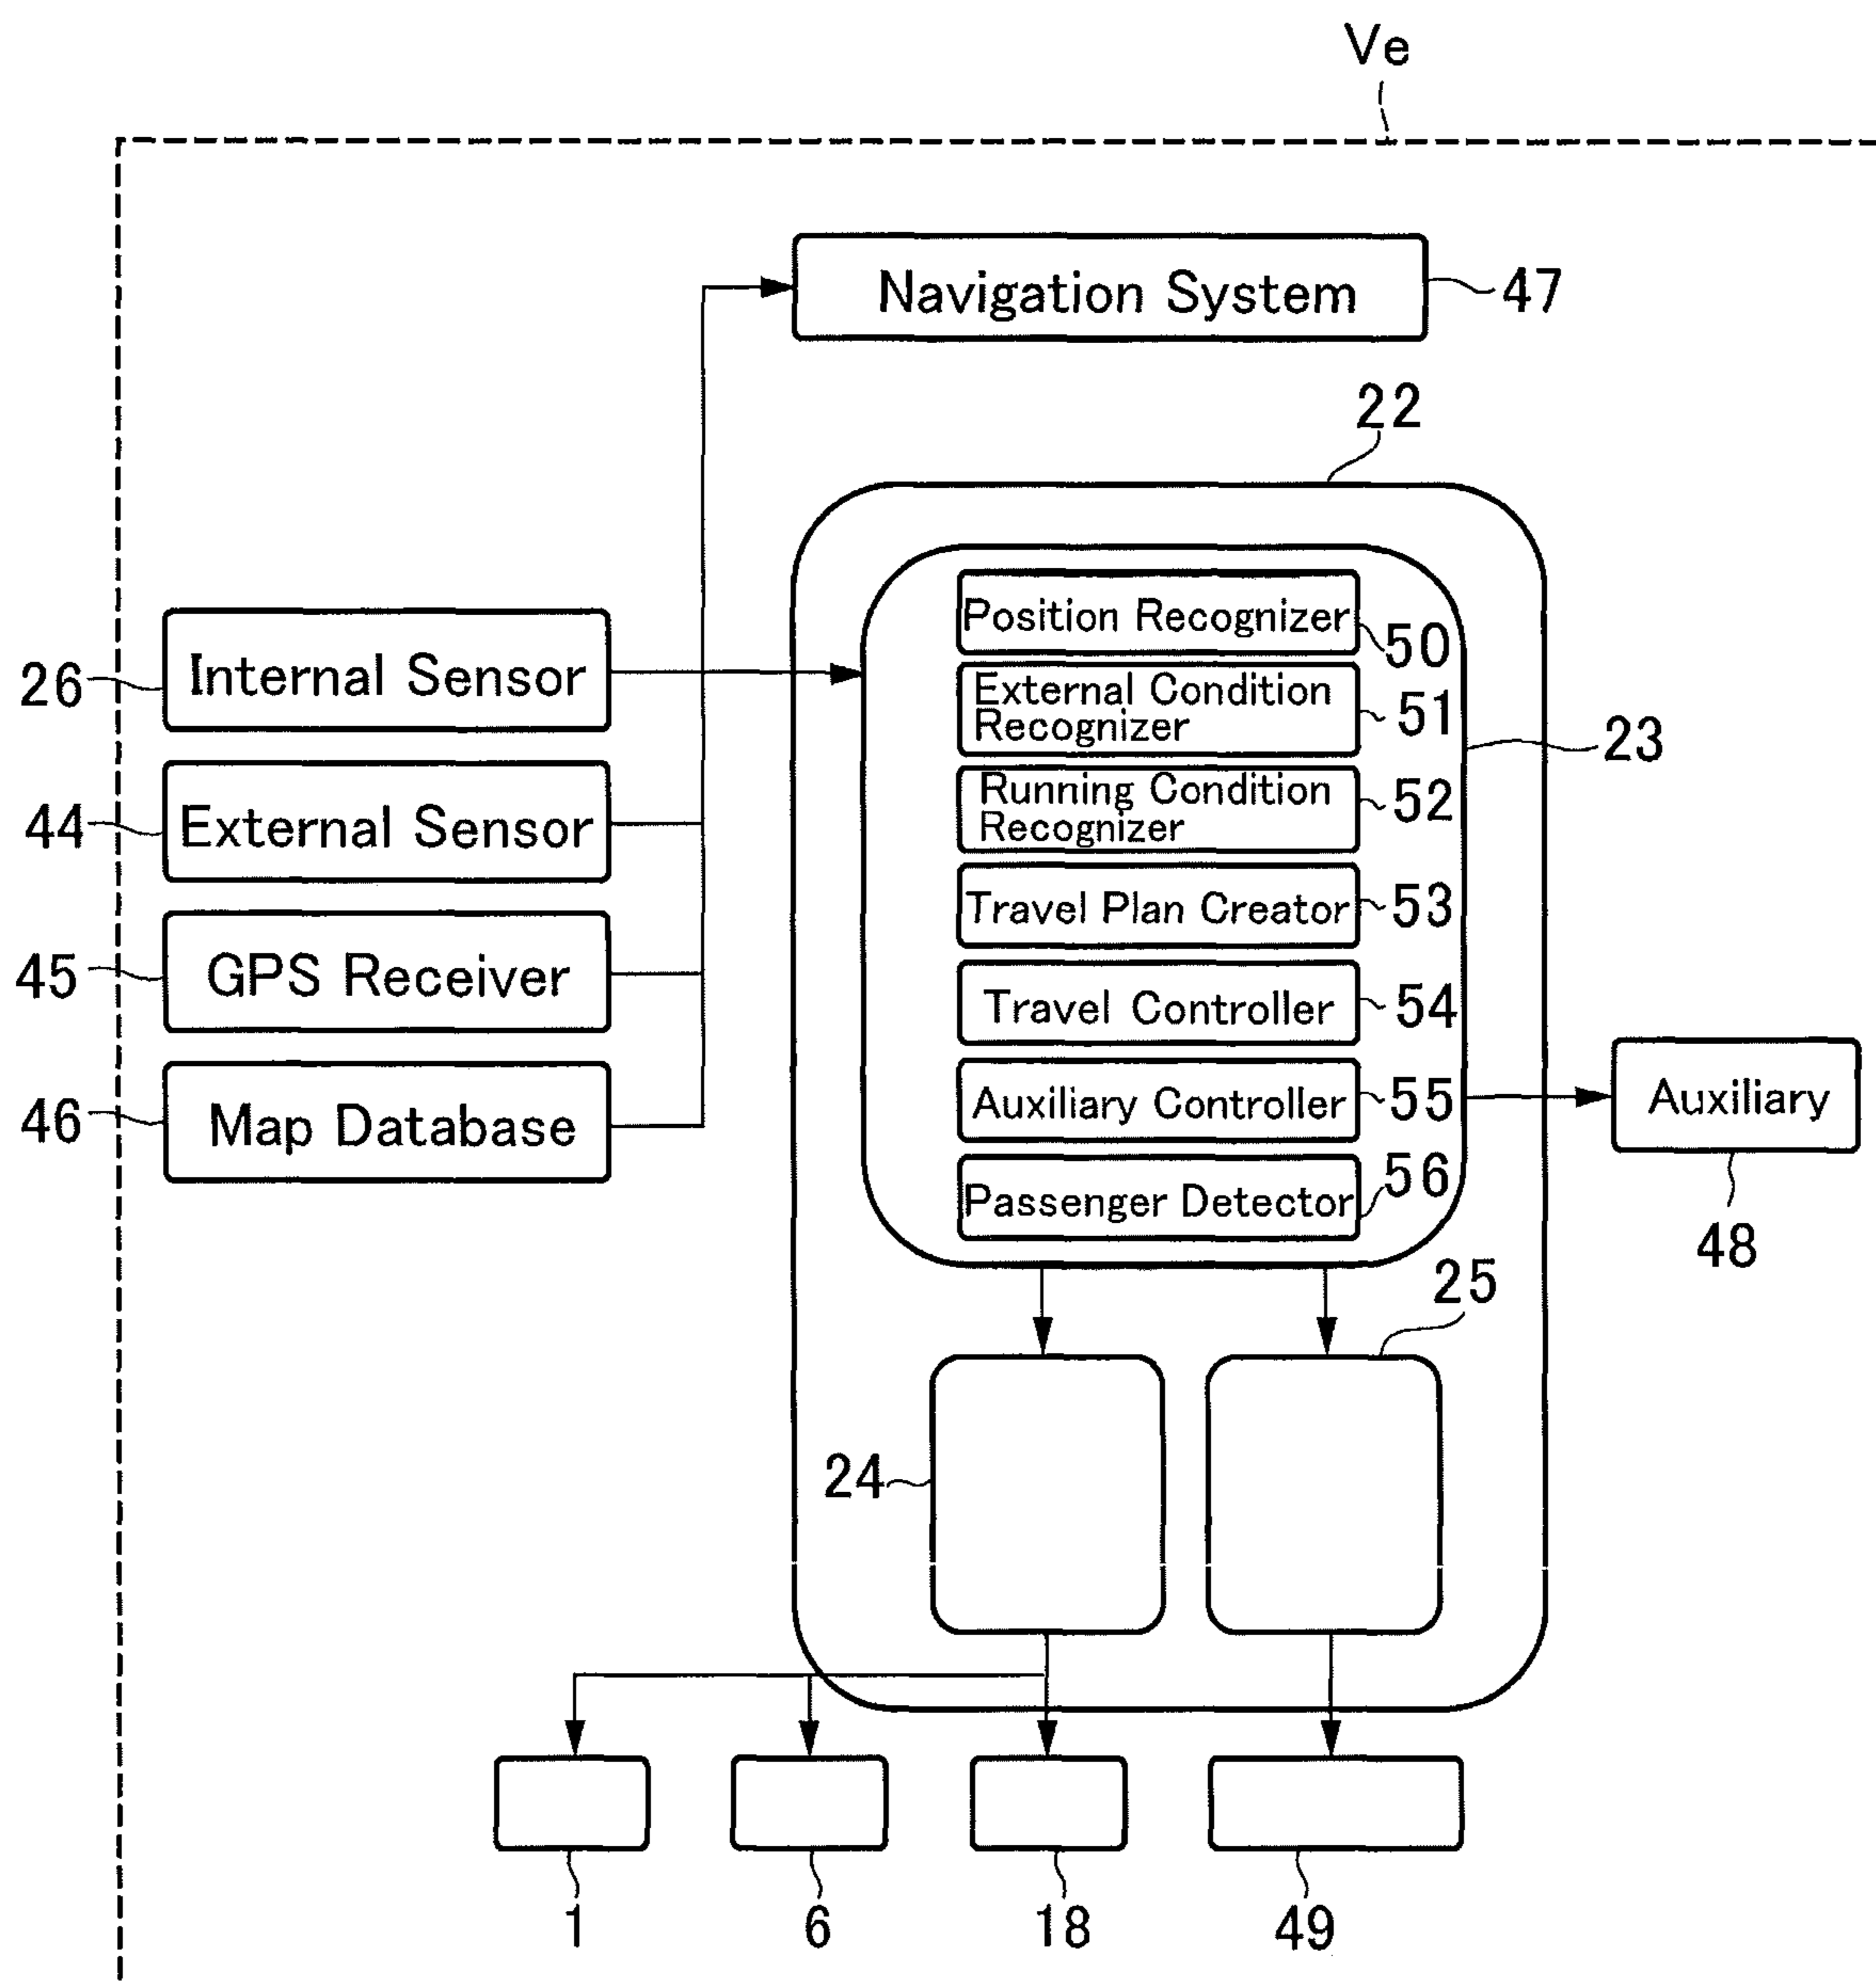 Ve
Navigation System
47
22
Position Recognizer
50
Internal Sensor
26
External Condition
Recognizer
51
23
External Sensor
44
Running Condition
Recognizer
52
Travel Plan Creator
53
GPS Receiver
45
Travel Controller
54
Map Database
46
Auxiliary Controller
55
Auxiliary
48
Passenger Detector
56
25
24
1
6
18
49